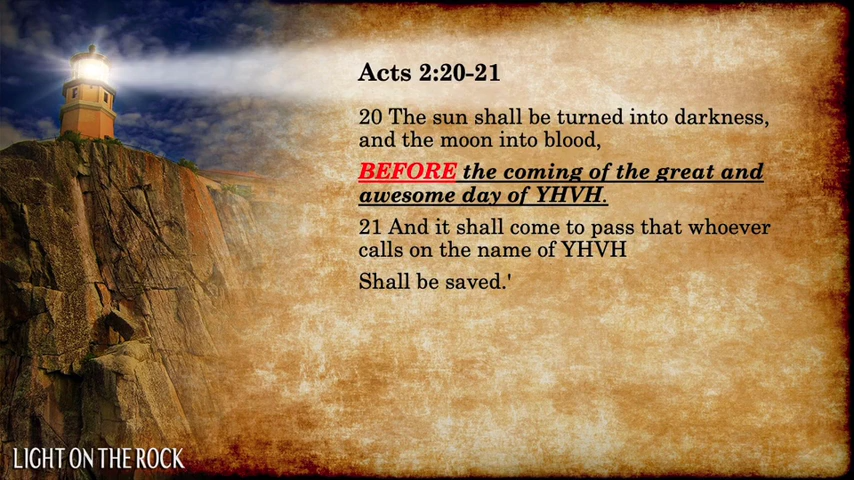 Acts 2:20-21
20 The sun shall be turned into darkness,
and the moon into blood,
BEFORE the coming of the great and
awesome day of YHVH.
21 And it shall come to pass that whoever
calls on the name of YHVH
Shall be saved.'
LIGHT ON THE ROCK